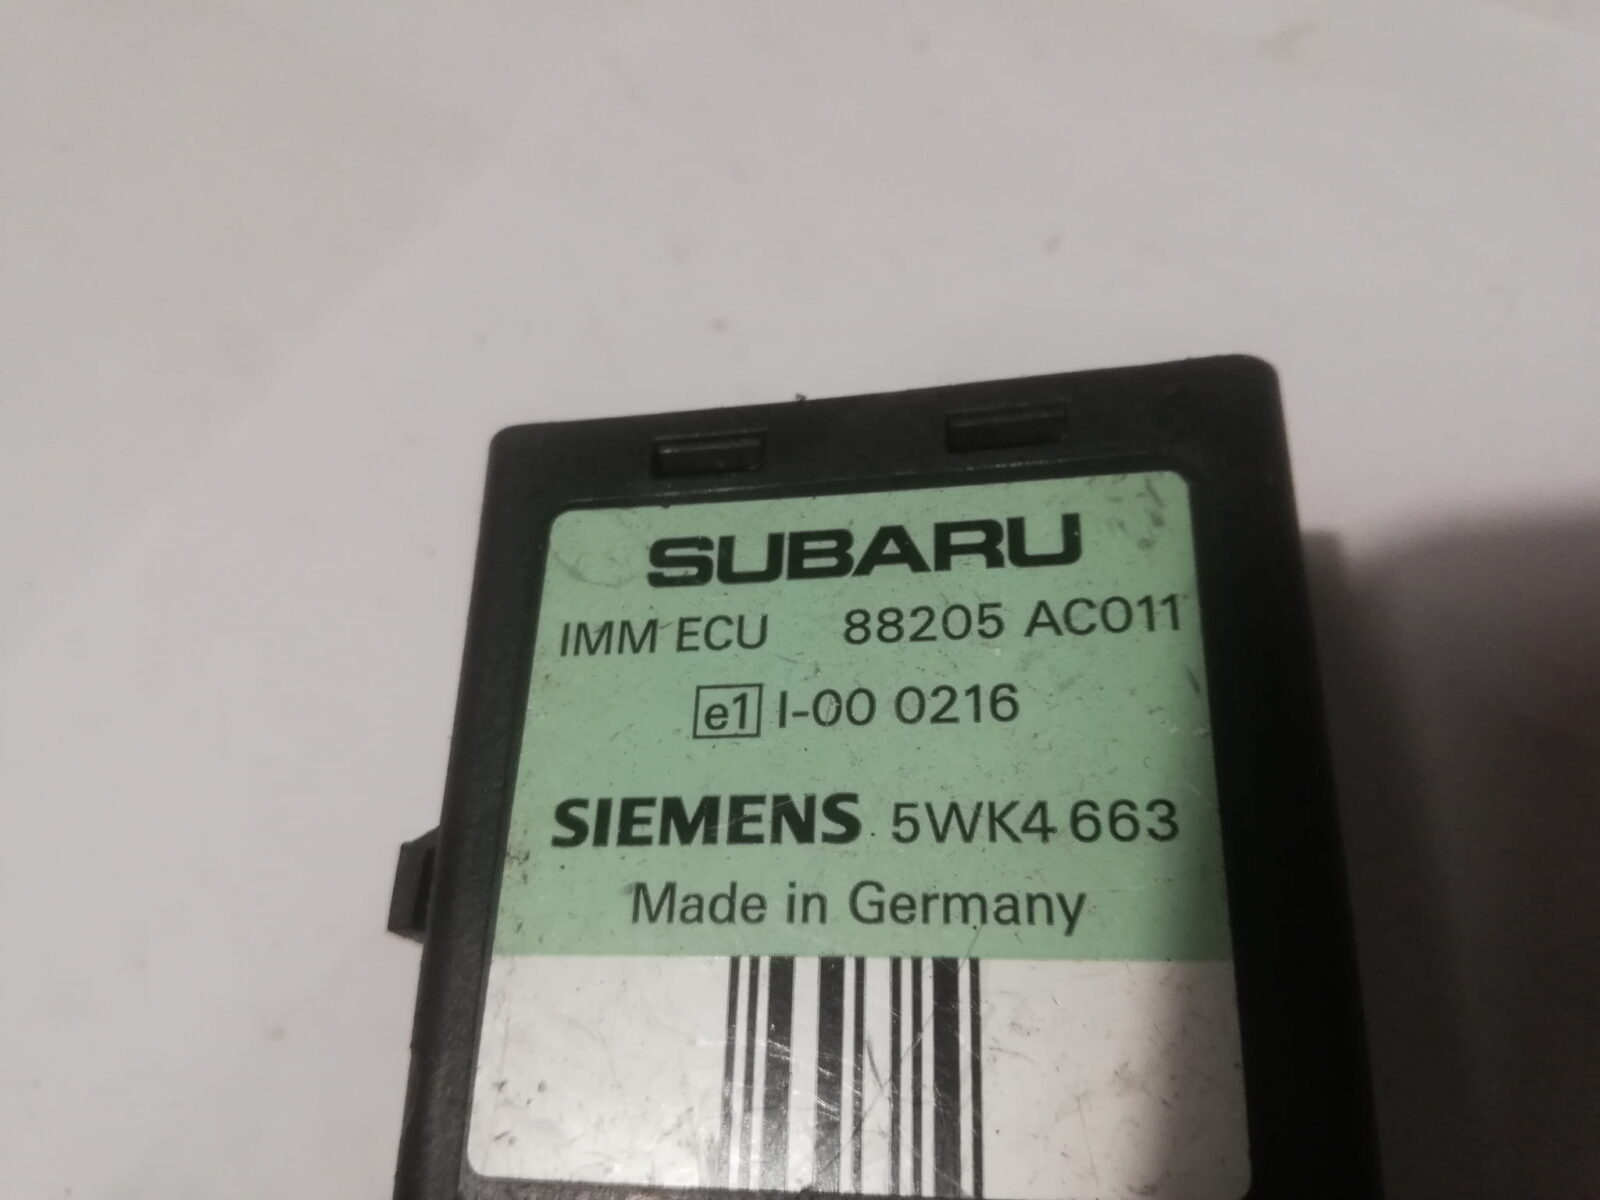 SUBARU
IMM ECU 88205 AC011
e1 I-00 0216
SIEMENS 5WK4 663
Made in Germany